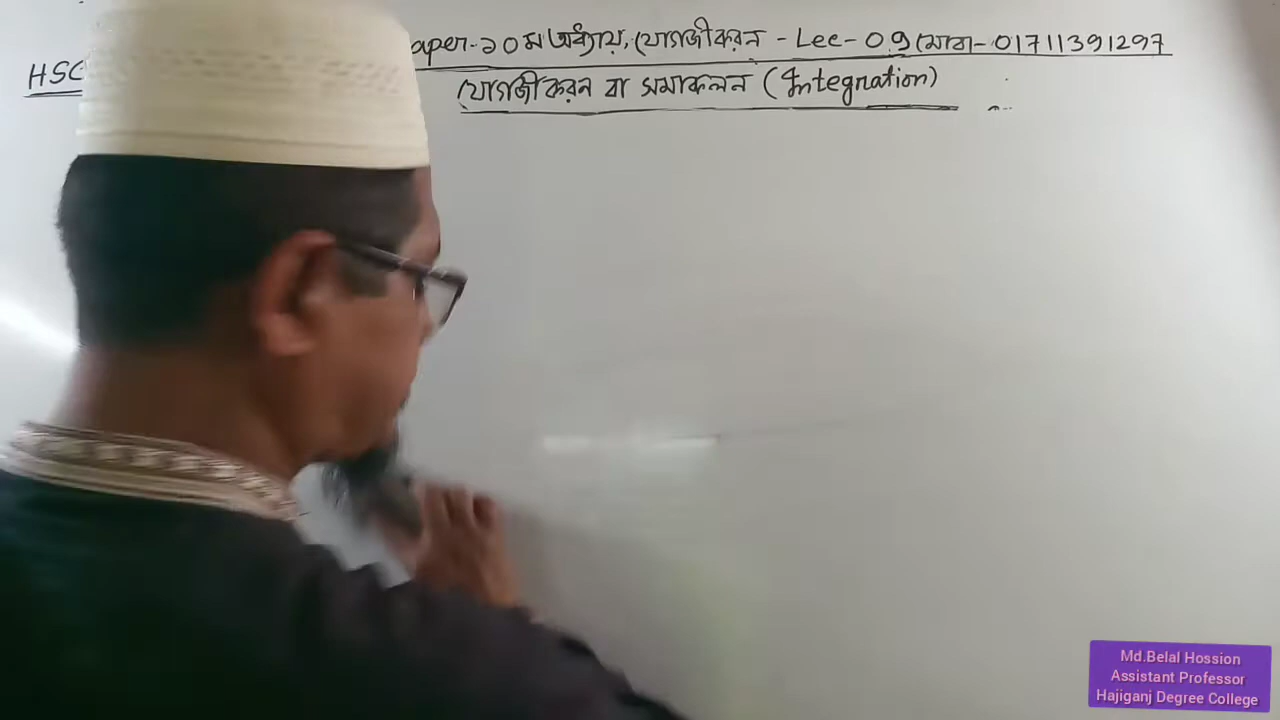 HSC aper-১০ম অধ্যায়, যোগজীকরন - Lec- 09 (মোবা- 01711391297
যোগজীকরন বা সমাকলন (Integration)
Md.Belal Hossion
Assistant Professor
Hajiganj Degree College